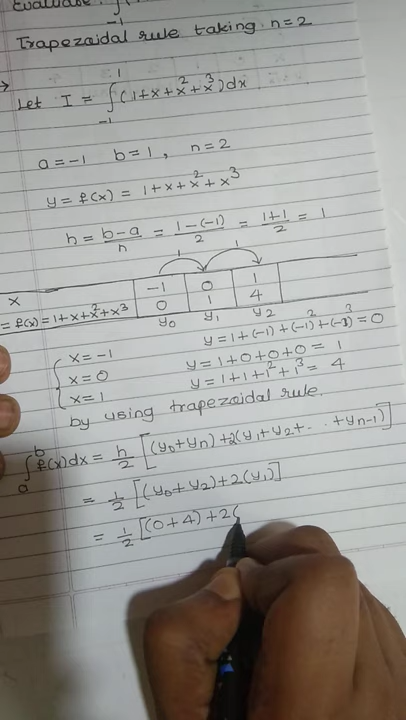 Evaluate ∫
-1
Trapezoidal rule taking n=2
→ Let I = ∫₋₁¹ (1+x+x²+x³)dx
a=-1 b=1, n=2
y=f(x) = 1+x+x²+x³
h = b-a/n = 1-(-1)/2 = 1+1/2 = 1
1 1
x -1 0 1
=f(x)=1+x+x²+x³ 0 1 4
y₀ y₁ y₂
x=-1 y=1+(-1)+(-1)²+(-1)³=0
x=0 y=1+0+0+0=1
x=1 y=1+1+1²+1³=4
by using trapezoidal rule.
∫ₐᵇ f(x)dx = h/2 [(y₀+yₙ)+2(y₁+y₂+...+yₙ₋₁)]
= 1/2 [(y₀+y₂)+2(y₁)]
= 1/2 [(0+4)+2(